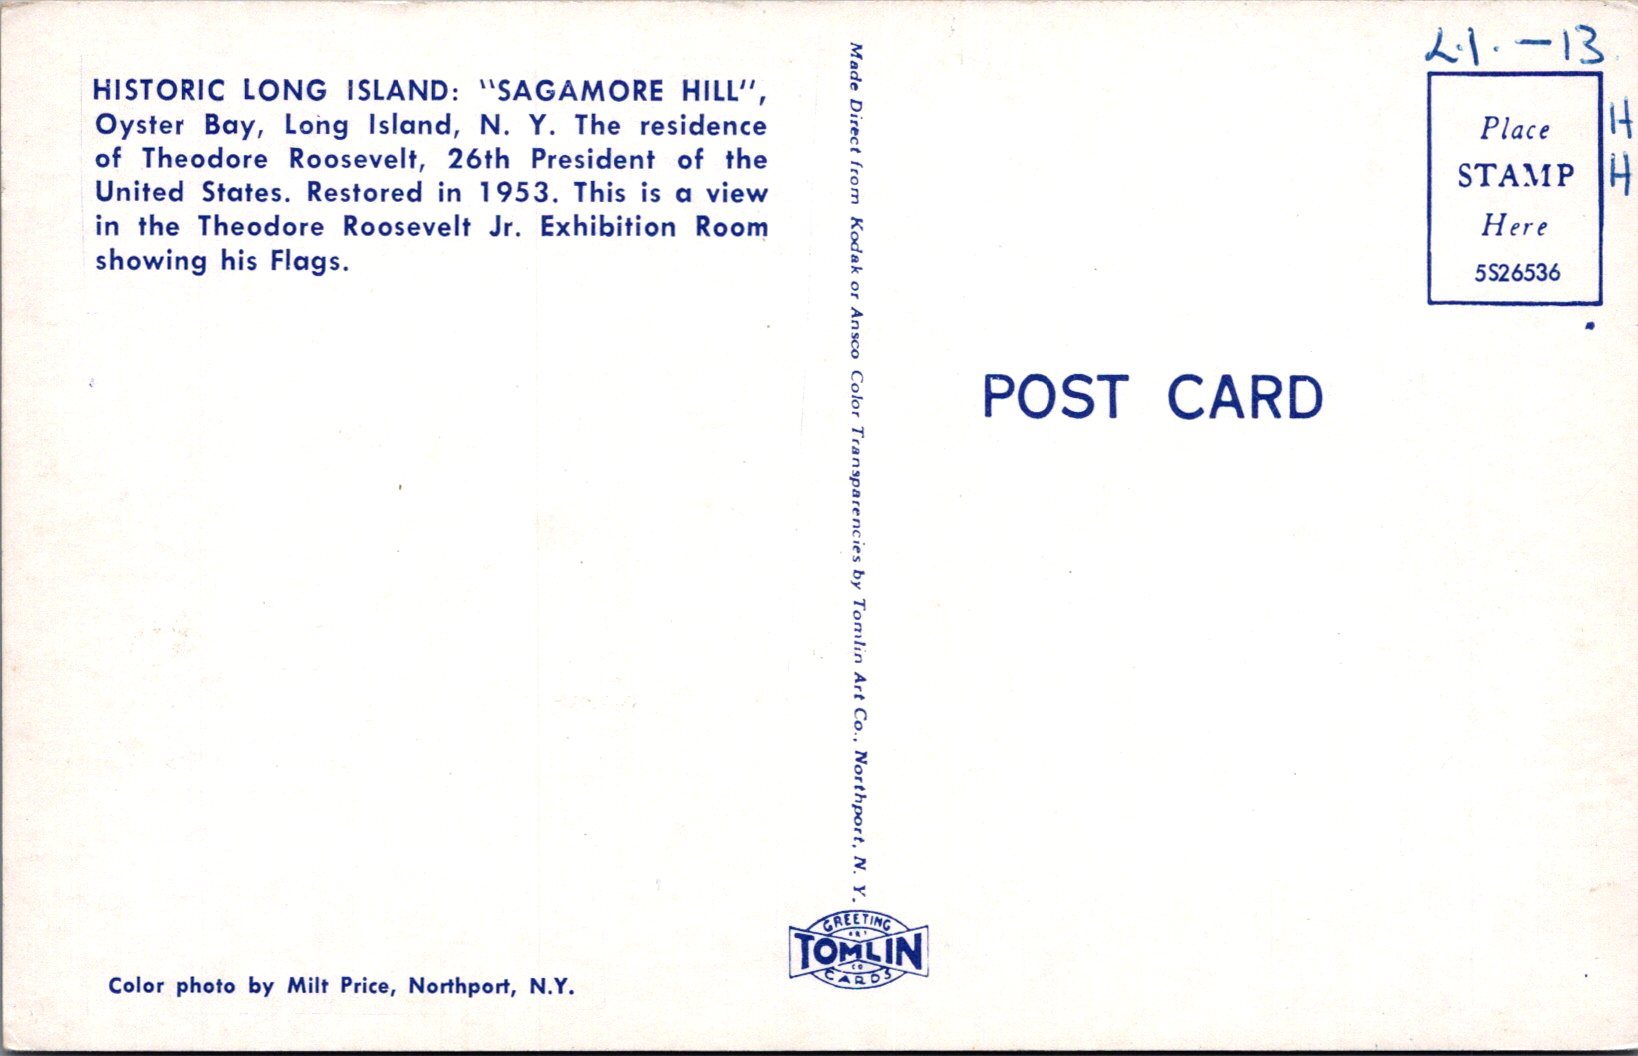 HISTORIC LONG ISLAND: "SAGAMORE HILL",
Oyster Bay, Long Island, N. Y. The residence
of Theodore Roosevelt, 26th President of the
United States. Restored in 1953. This is a view
in the Theodore Roosevelt Jr. Exhibition Room
showing his Flags.
Color photo by Milt Price, Northport, N.Y.
Made Direct from Kodak or Ansco Color Transparencies by Tomlin Art Co., Northport, N. Y.
GREETING
ART
TOMLIN
CO
CARDS
L.I. - 13
Place
STAMP
Here
5S26536
H
H
POST CARD